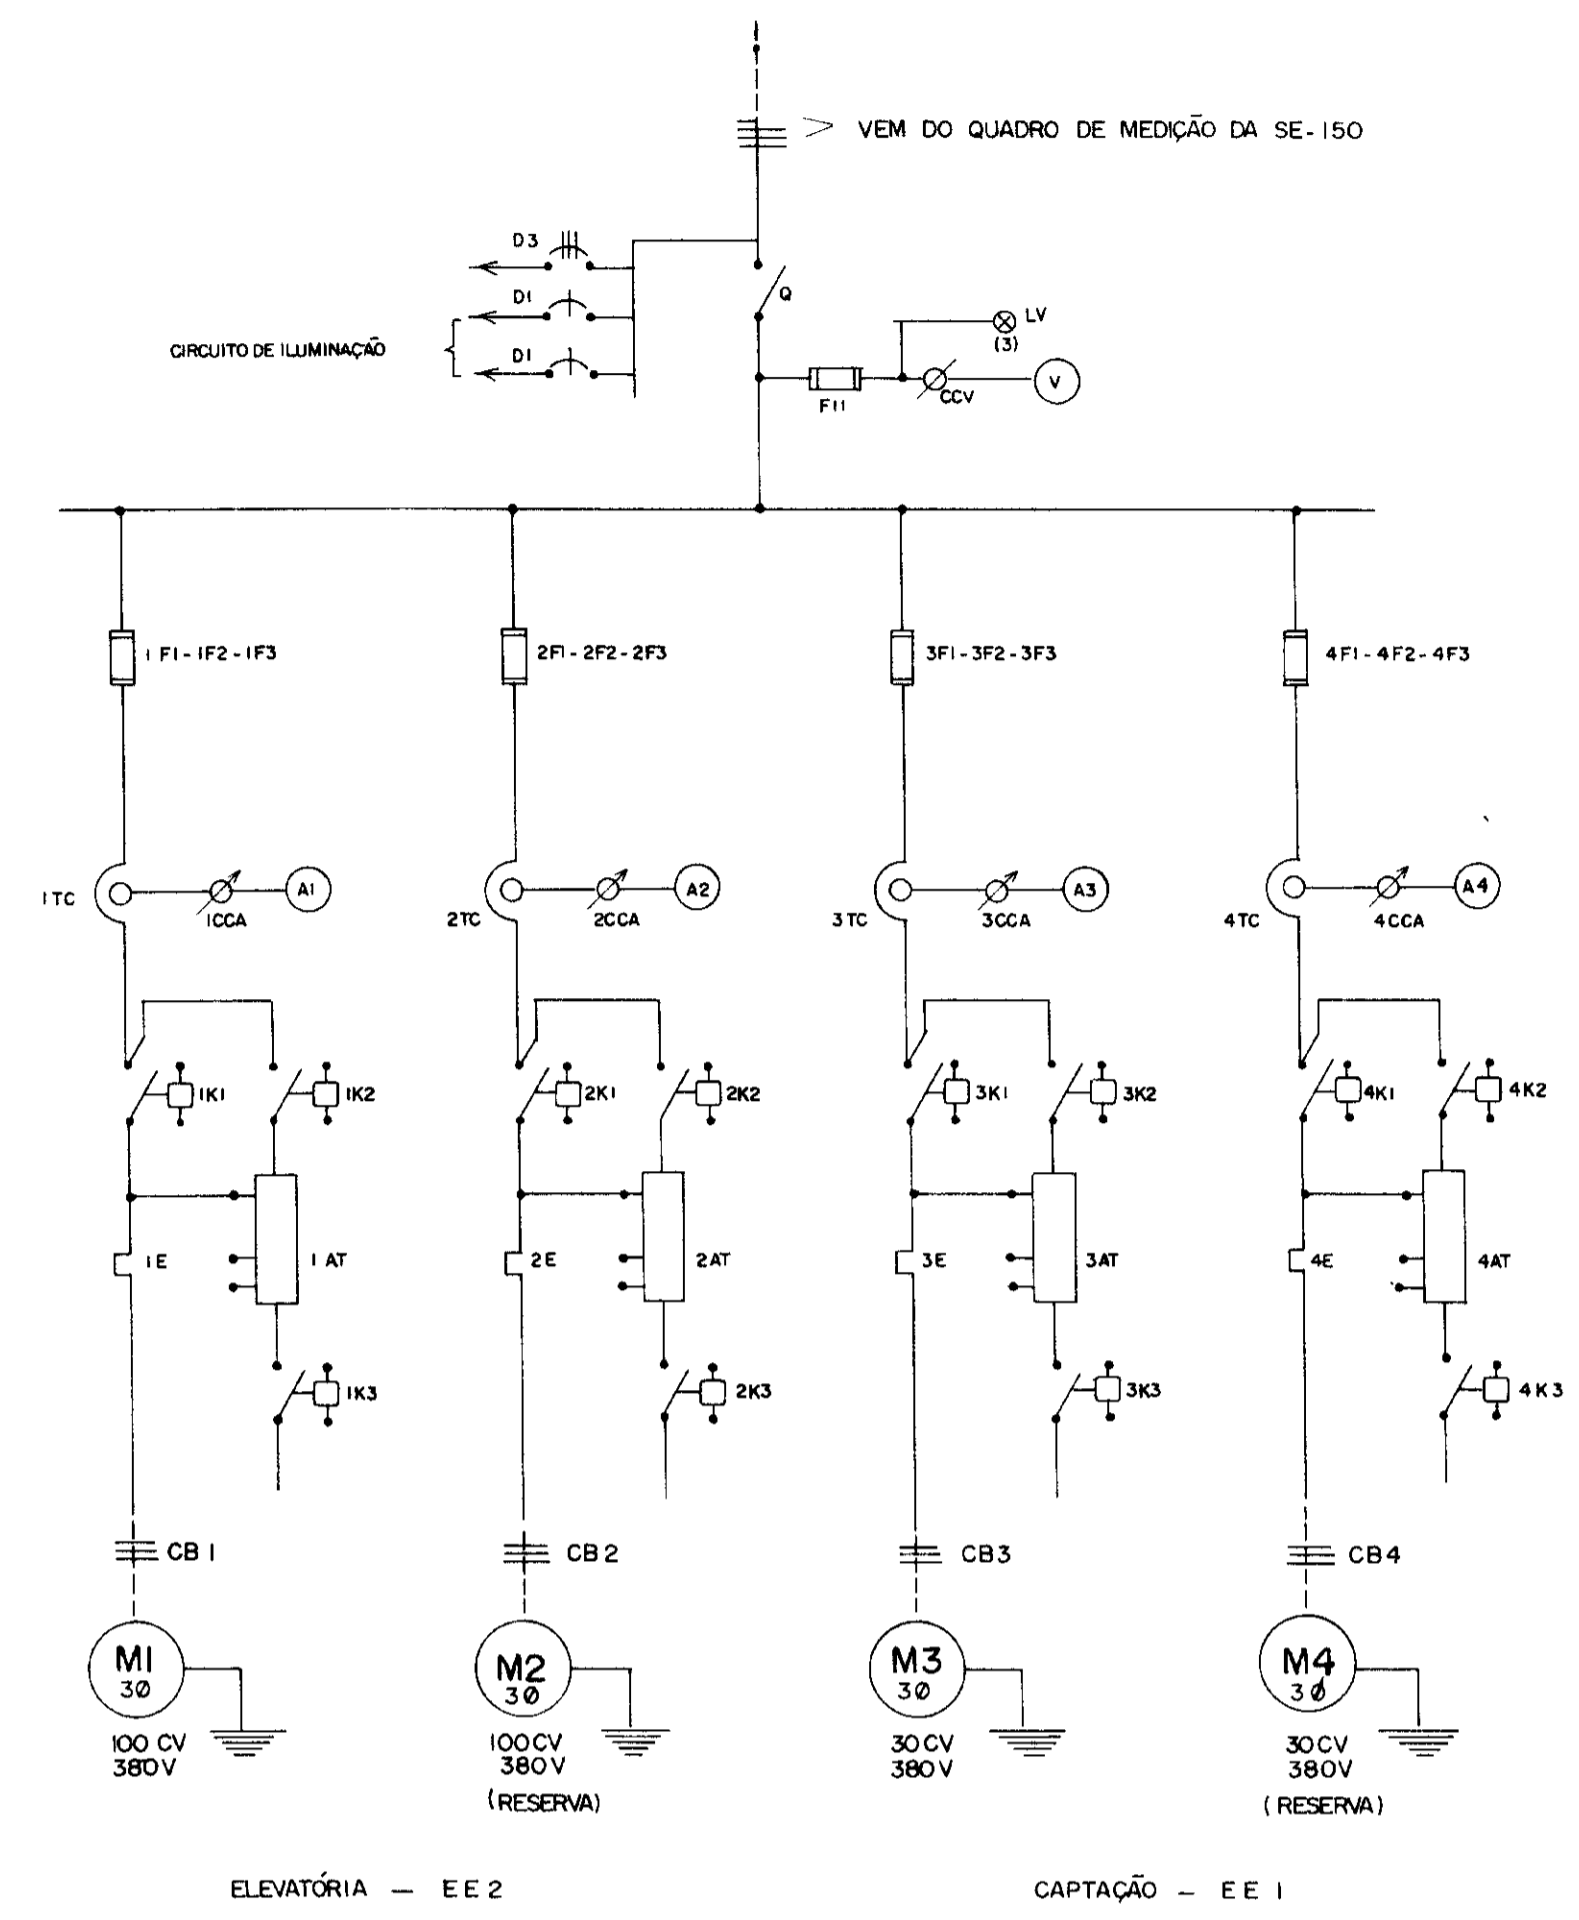 VEM DO QUADRO DE MEDIÇÃO DA SE-150
D3
D1
D1
CIRCUITO DE ILUMINAÇÃO
Q
LV
(3)
F11
CCV
V
1F1-1F2-1F3
2F1-2F2-2F3
3F1-3F2-3F3
4F1-4F2-4F3
1TC
1CCA
A1
2TC
2CCA
A2
3TC
3CCA
A3
4TC
4CCA
A4
1K1
1K2
2K1
2K2
3K1
3K2
4K1
4K2
1E
1AT
2E
2AT
3E
3AT
4E
4AT
1K3
2K3
3K3
4K3
CB1
CB2
CB3
CB4
M1
3Ø
M2
3Ø
M3
3Ø
M4
3Ø
100 CV
380V
100CV
380V
(RESERVA)
30CV
380V
30CV
380V
(RESERVA)
ELEVATÓRIA – EE2
CAPTAÇÃO – EE1